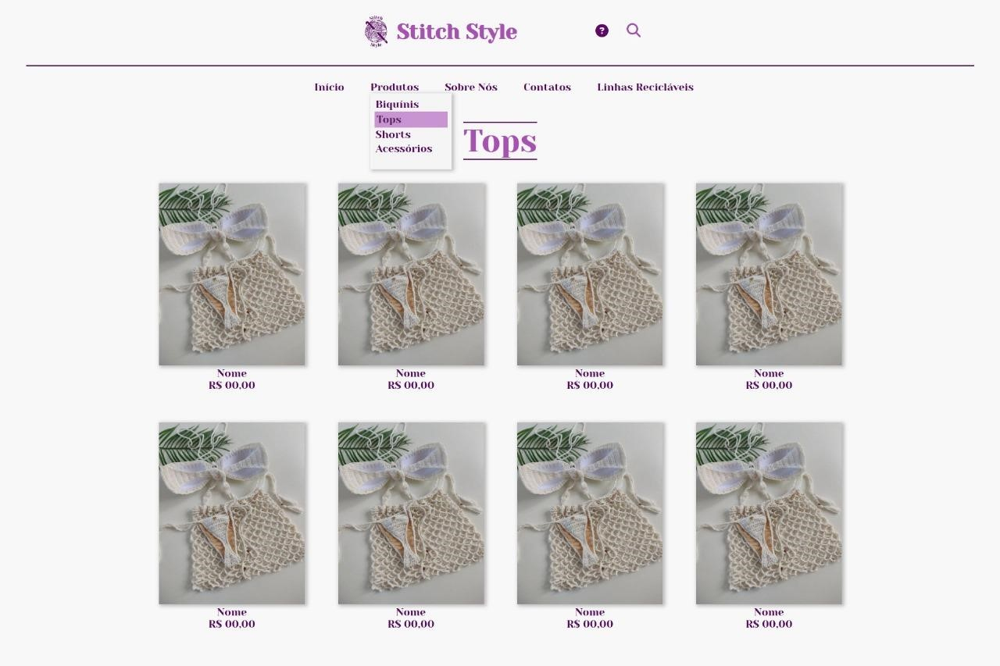 Stitch
Style
Stitch Style
?
Início Produtos Sobre Nós Contatos Linhas Recicláveis
Biquínis
Tops
Shorts
Acessórios
Tops
Nome Nome Nome Nome
R$ 00,00 R$ 00,00 R$ 00,00 R$ 00,00
Nome Nome Nome Nome
R$ 00,00 R$ 00,00 R$ 00,00 R$ 00,00